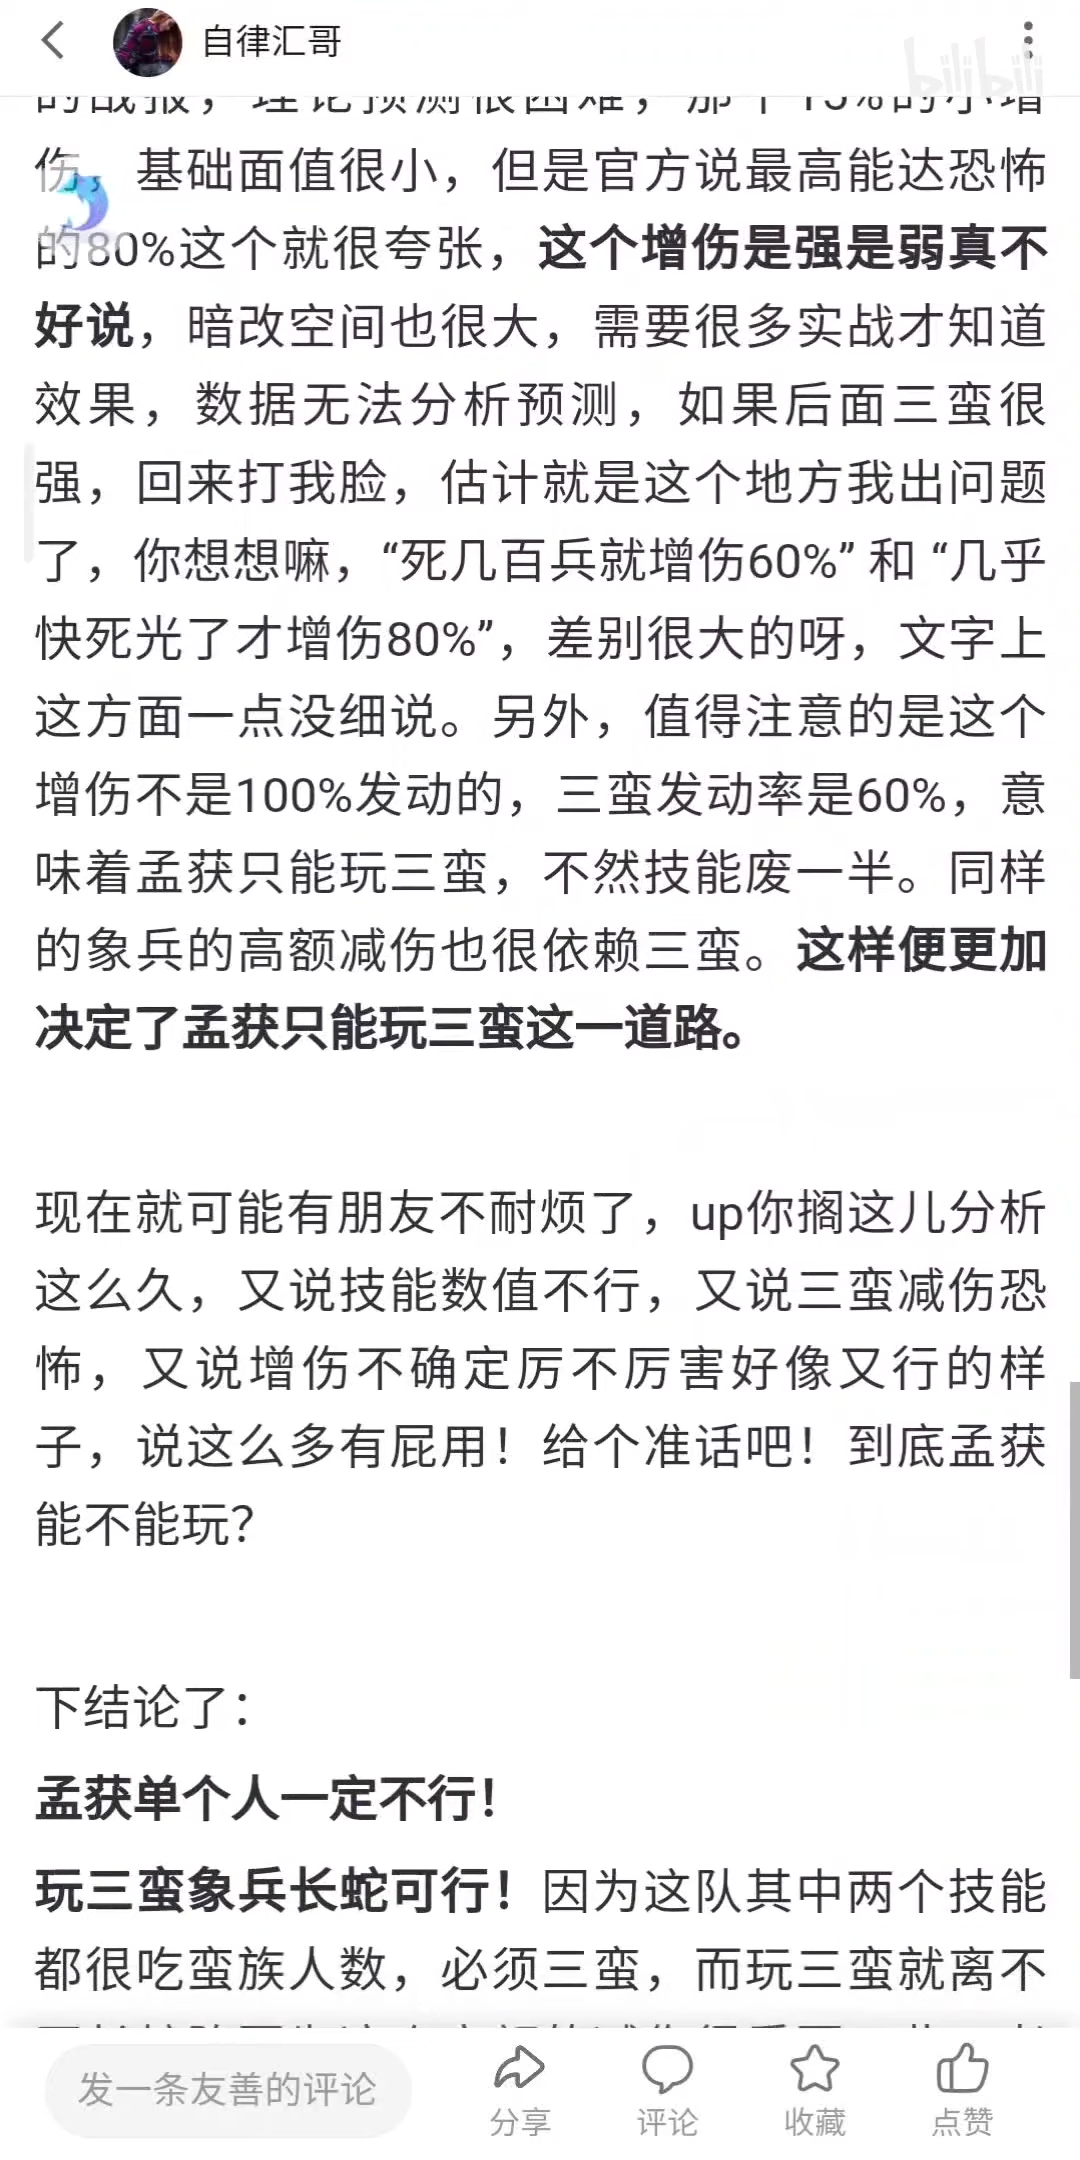 自律汇哥
bilibili
的战报，理论预测很困难，那个15%的小增
伤，基础面值很小，但是官方说最高能达恐怖
的80%这个就很夸张，这个增伤是强是弱真不
好说，暗改空间也很大，需要很多实战才知道
效果，数据无法分析预测，如果后面三蛮很
强，回来打我脸，估计就是这个地方我出问题
了，你想想嘛，“死几百兵就增伤60%” 和 “几乎
快死光了才增伤80%”，差别很大的呀，文字上
这方面一点没细说。另外，值得注意的是这个
增伤不是100%发动的，三蛮发动率是60%，意
味着孟获只能玩三蛮，不然技能废一半。同样
的象兵的高额减伤也很依赖三蛮。这样便更加
决定了孟获只能玩三蛮这一道路。
现在就可能有朋友不耐烦了，up你搁这儿分析
这么久，又说技能数值不行，又说三蛮减伤恐
怖，又说增伤不确定厉不厉害好像又行的样
子，说这么多有屁用！给个准话吧！到底孟获
能不能玩？
下结论了：
孟获单个人一定不行！
玩三蛮象兵长蛇可行！因为这队其中两个技能
都很吃蛮族人数，必须三蛮，而玩三蛮就离不
发一条友善的评论
分享
评论
收藏
点赞